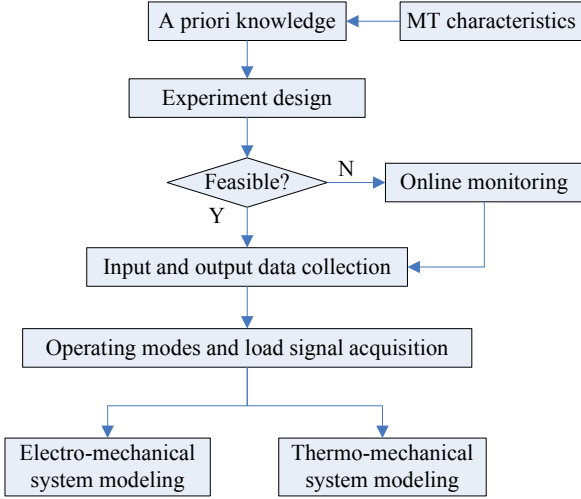 A priori knowledge
MT characteristics
Experiment design
Feasible?
N
Online monitoring
Y
Input and output data collection
Operating modes and load signal acquisition
Electro-mechanical
system modeling
Thermo-mechanical
system modeling